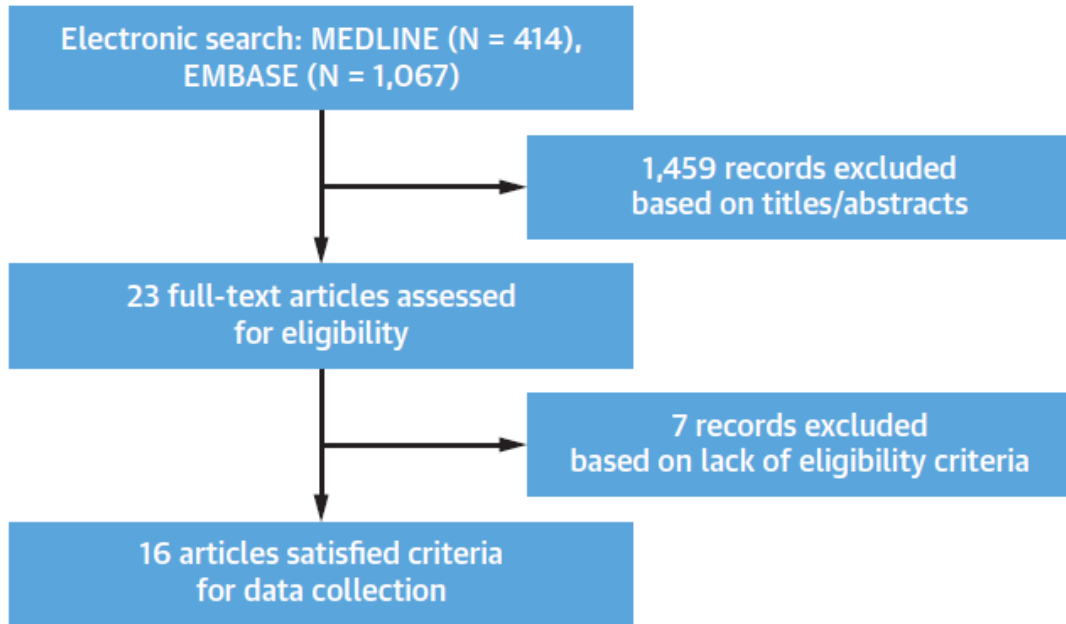 Electronic search: MEDLINE (N = 414),
EMBASE (N = 1,067)
1,459 records excluded
based on titles/abstracts
23 full-text articles assessed
for eligibility
7 records excluded
based on lack of eligibility criteria
16 articles satisfied criteria
for data collection